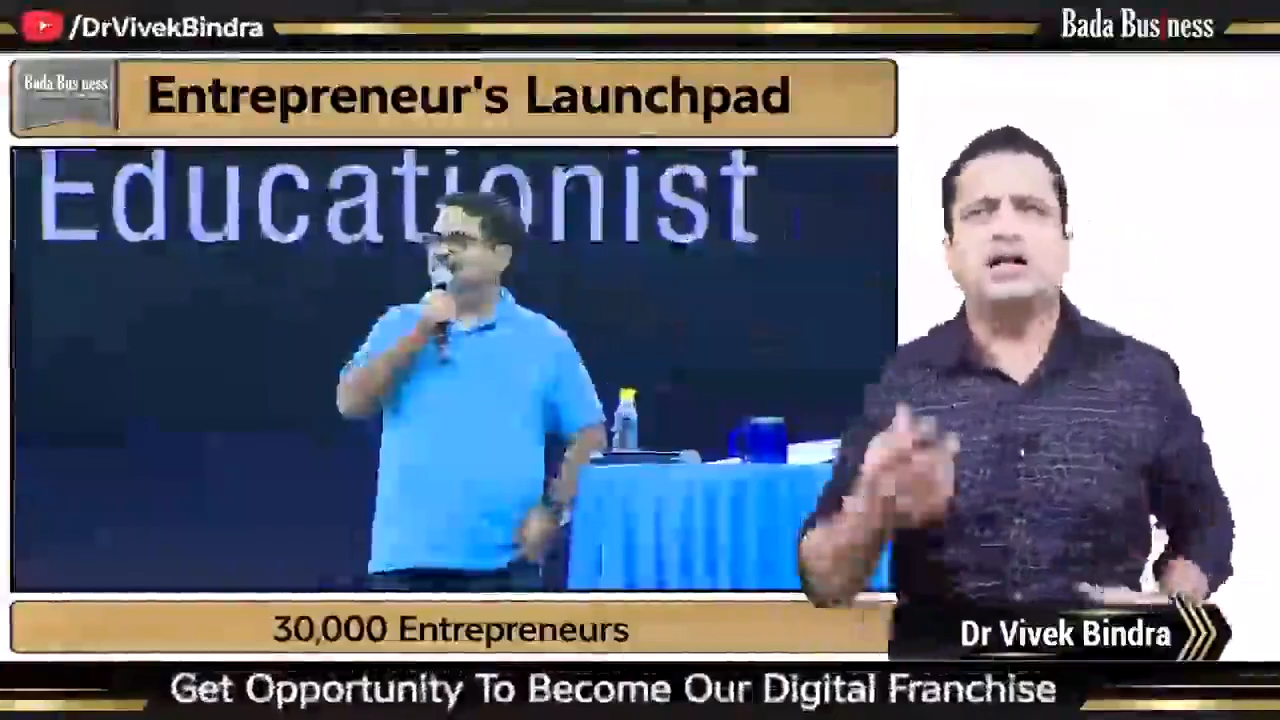 /DrVivekBindra
Bada Business
Bada Business
Entrepreneur's Launchpad
Educationist
30,000 Entrepreneurs
Dr Vivek Bindra
Get Opportunity To Become Our Digital Franchise